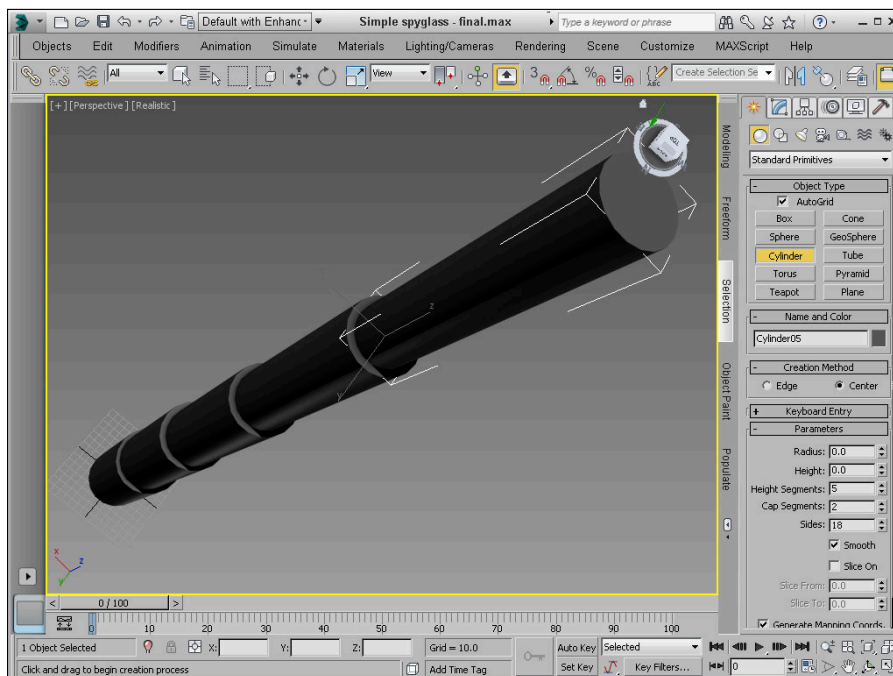 Default with Enhanc Simple spyglass - final.max Type a keyword or phrase
Objects Edit Modifiers Animation Simulate Materials Lighting/Cameras Rendering Scene Customize MAXScript Help
All View 3 % ABC Create Selection Se
[+][Perspective][Realistic]
TOP
z
y
x
z
y
Modeling
Freeform
Selection
Object Paint
Populate
Standard Primitives
- Object Type
AutoGrid
Box Cone
Sphere GeoSphere
Cylinder Tube
Torus Pyramid
Teapot Plane
- Name and Color
Cylinder05
- Creation Method
Edge Center
+ Keyboard Entry
- Parameters
Radius: 0.0
Height: 0.0
Height Segments: 5
Cap Segments: 2
Sides: 18
Smooth
Slice On
Slice From: 0.0
Slice To: 0.0
Generate Mapping Coords.
< 0 / 100 >
0 10 20 30 40 50 60 70 80 90 100
1 Object Selected X: Y: Z: Grid = 10.0 Auto Key Selected
Click and drag to begin creation process Add Time Tag Set Key Key Filters... 0